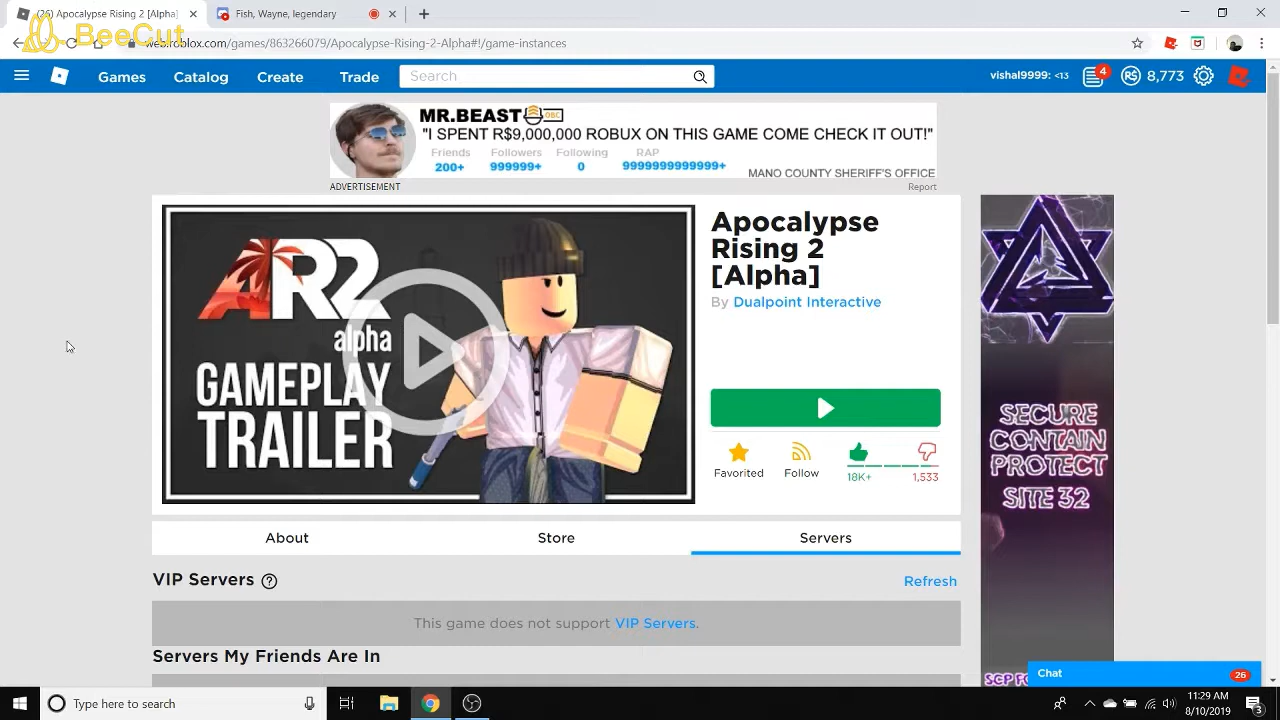 (26) Apocalypse Rising 2 [Alpha]
Fish, Wayne, legendary
BeeCut
web.roblox.com/games/863266079/Apocalypse-Rising-2-Alpha#!/game-instances
Games
Catalog
Create
Trade
Search
vishal9999: <13
4
8,773
MR.BEAST OBC
"I SPENT R$9,000,000 ROBUX ON THIS GAME COME CHECK IT OUT!"
Friends Followers Following RAP
200+ 999999+ 0 9999999999999+
MANO COUNTY SHERIFF'S OFFICE
ADVERTISEMENT
Report
AR2
alpha
GAMEPLAY
TRAILER
Apocalypse
Rising 2
[Alpha]
By Dualpoint Interactive
Favorited
Follow
18K+
1,533
SECURE
CONTAIN
PROTECT
SITE 32
About
Store
Servers
VIP Servers ?
Refresh
This game does not support VIP Servers.
Servers My Friends Are In
Chat
26
Type here to search
11:29 AM
8/10/2019
3